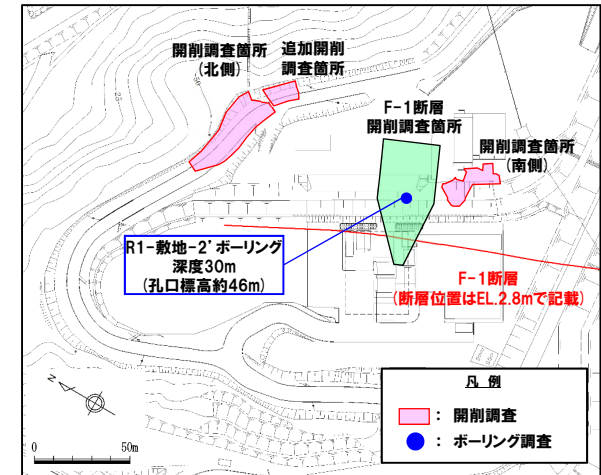 開削調査箇所
(北側)
追加開削
調査箇所
F-1断層
開削調査箇所
開削調査箇所
(南側)
R1-敷地-2’ボーリング
深度30m
(孔口標高約46m)
F-1断層
(断層位置はEL.2.8mで記載)
N
凡 例
: 開削調査
: ボーリング調査
0 50m